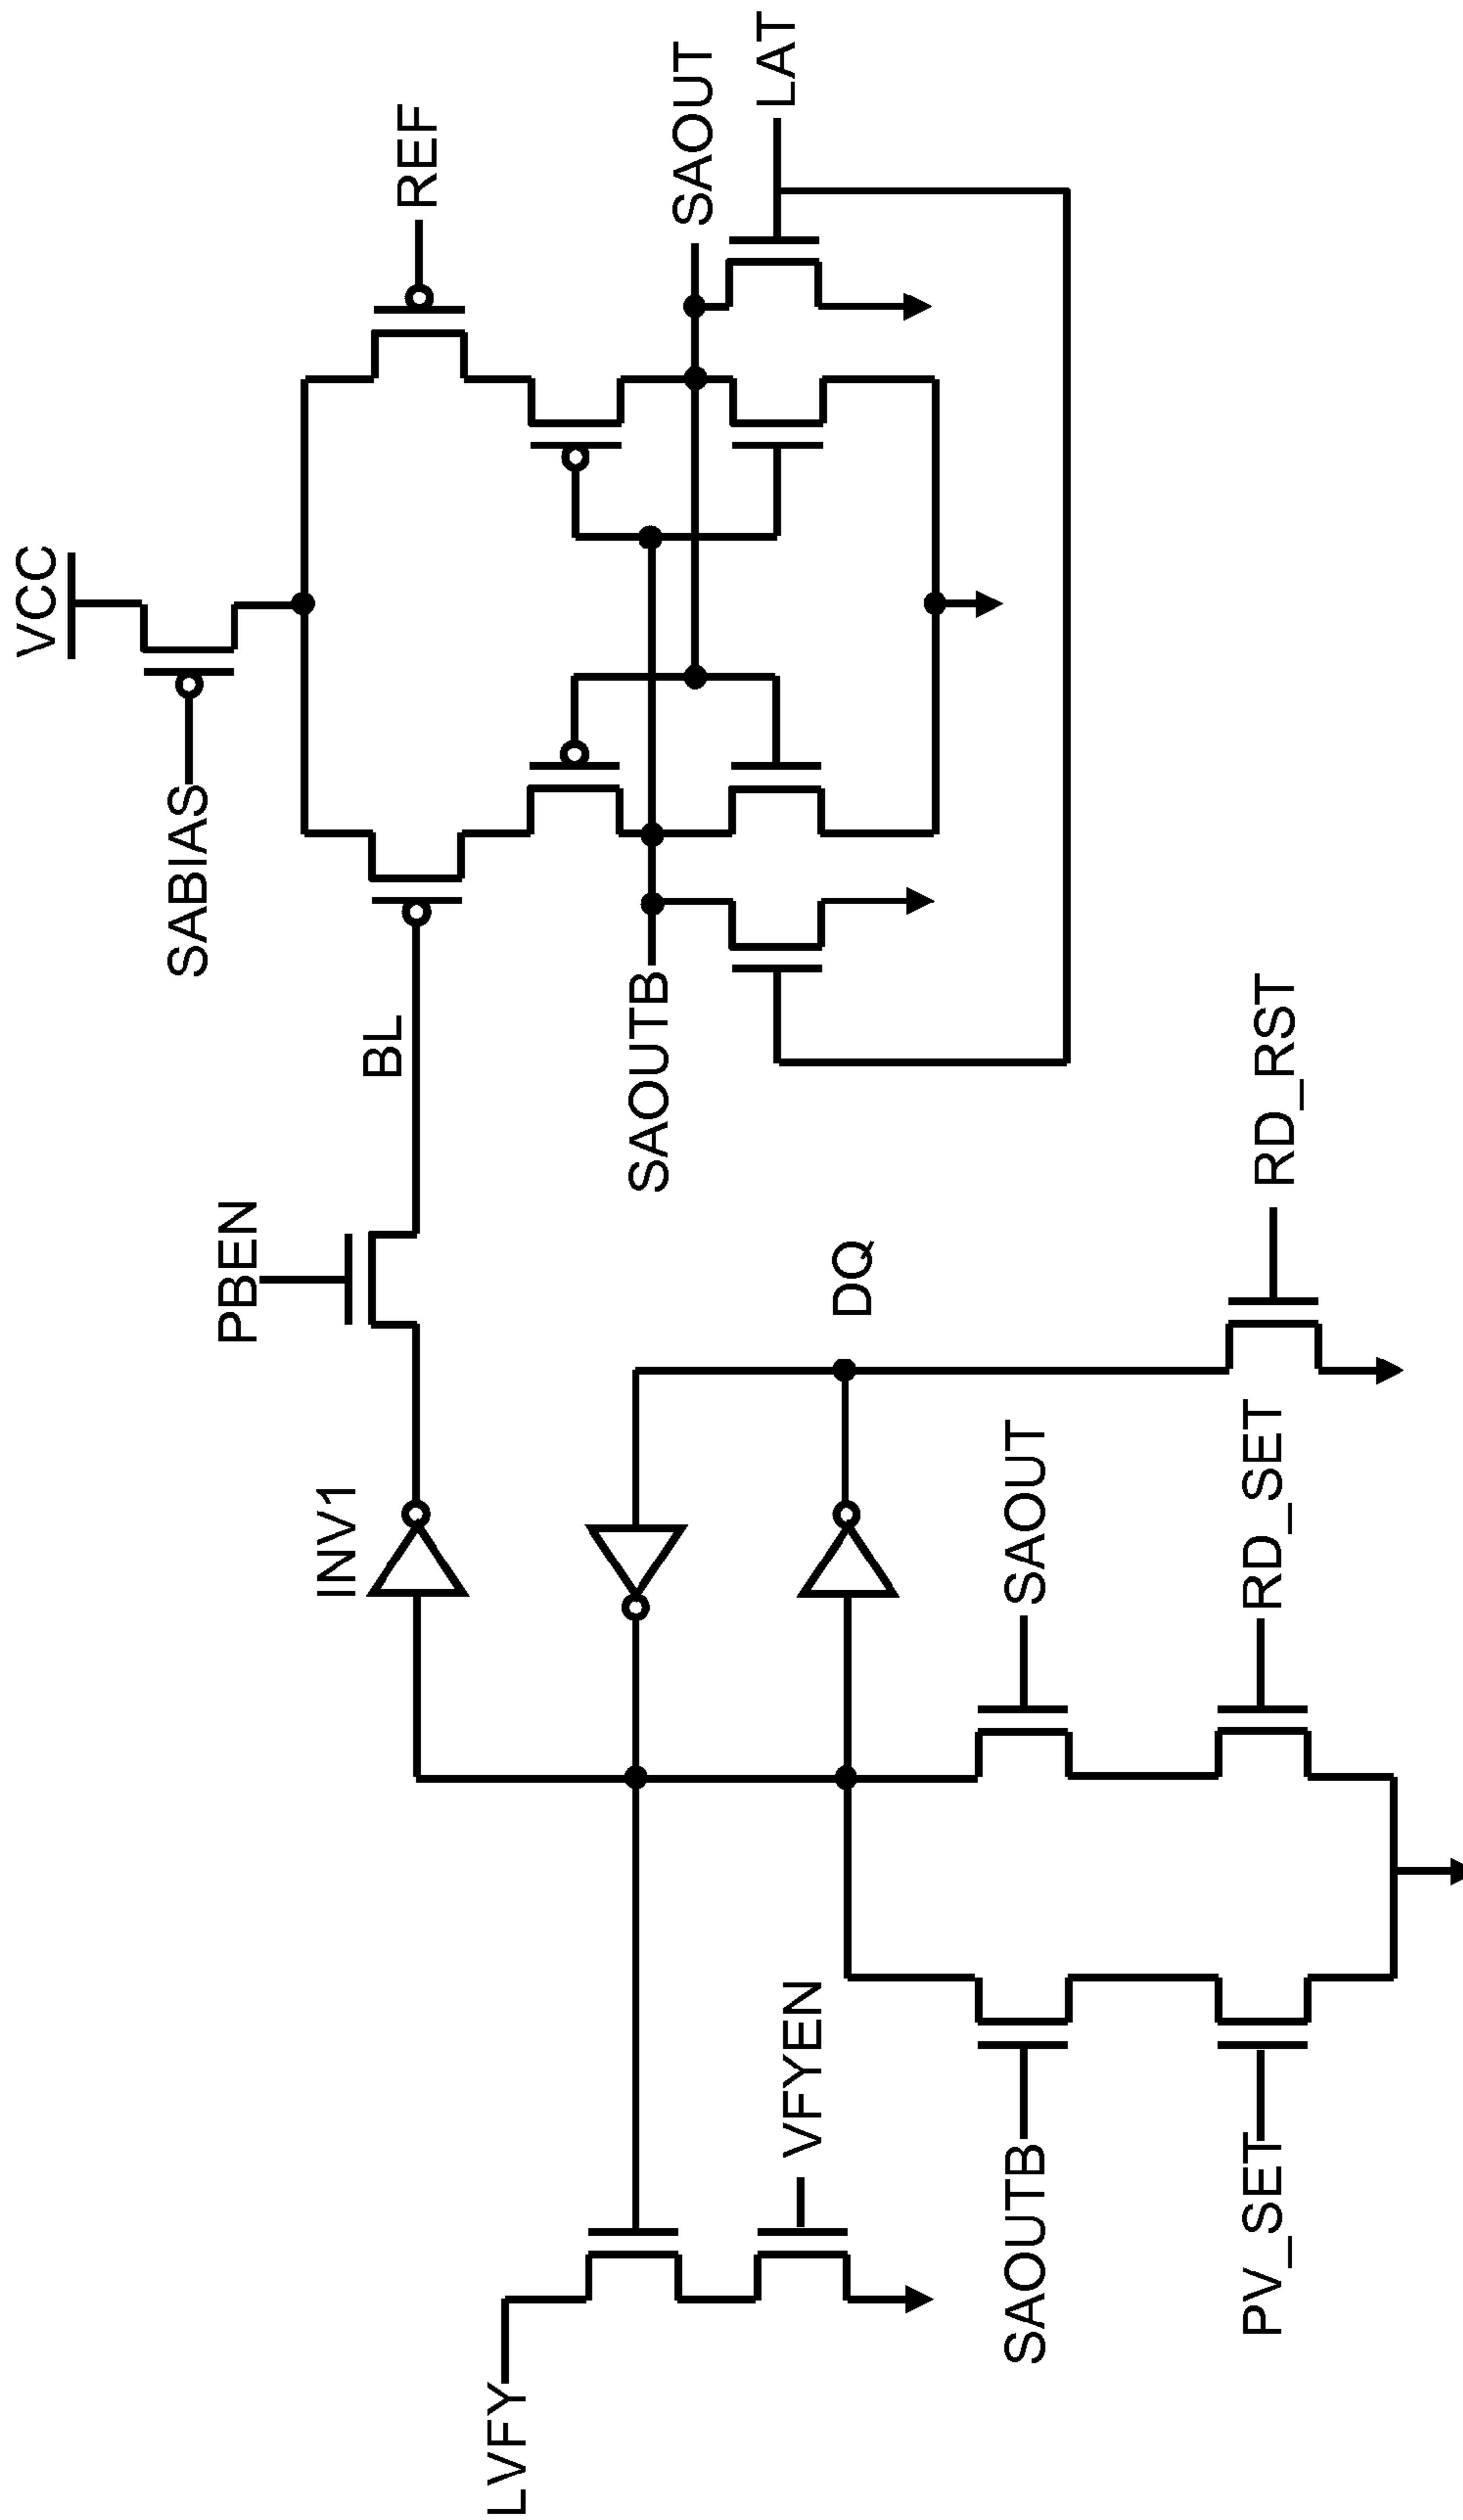 VCC
SABIAS
REF
BL
PBEN
INV1
SAOUT
SAOUTB
LAT
DQ
LVFY
VFYEN
SAOUTB
SAOUT
PV_SET
RD_SET
RD_RST